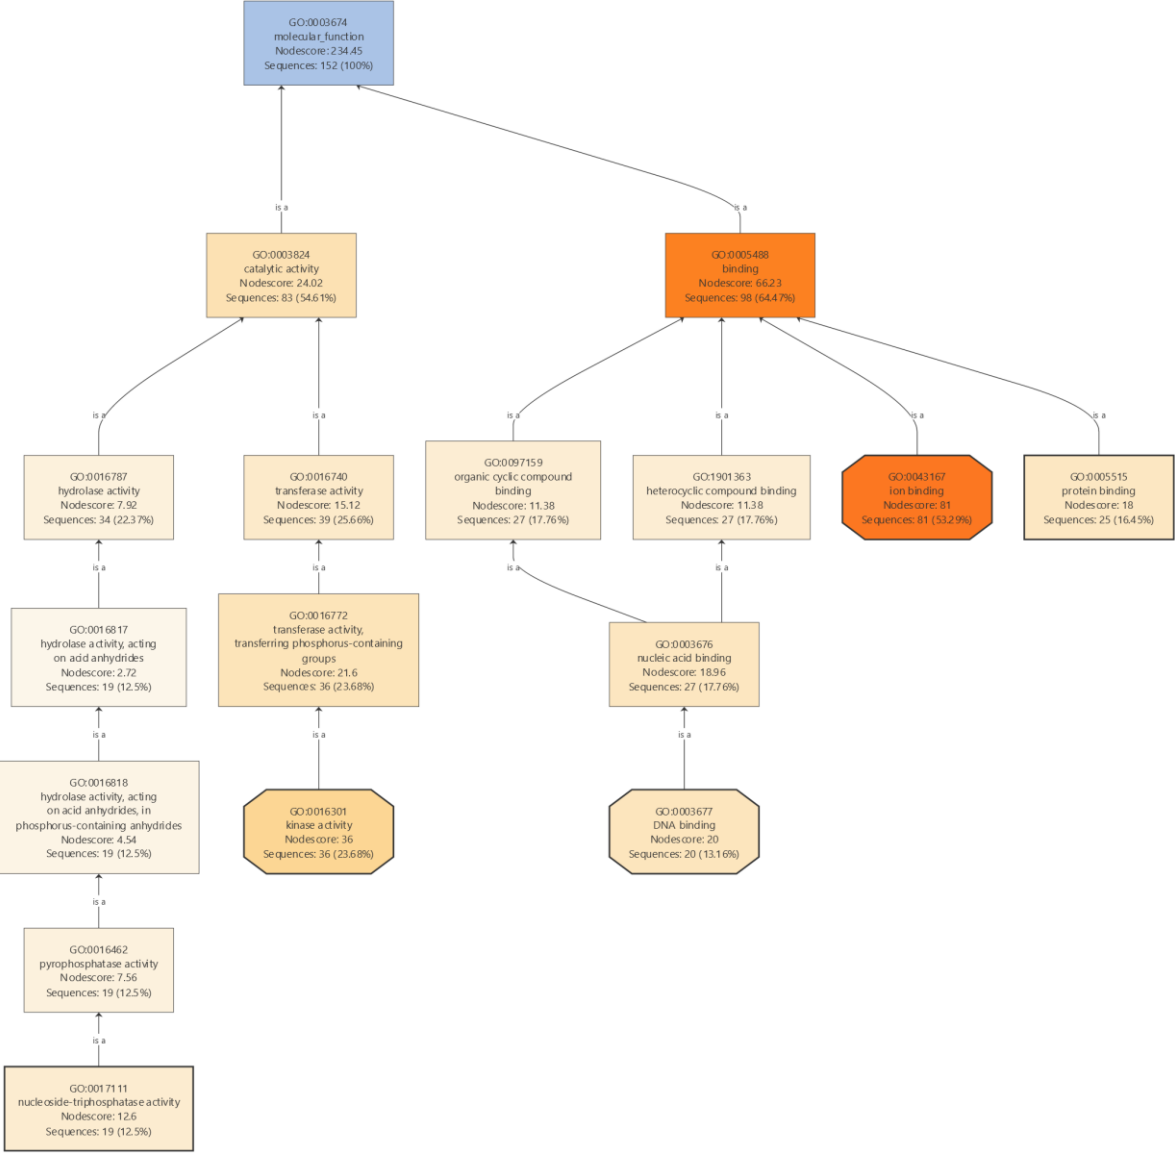 GO:0003674
molecular_function
Nodescore: 234.45
Sequences: 152 (100%)
is a
is a
GO:0003824
catalytic activity
Nodescore: 24.02
Sequences: 83 (54.61%)
GO:0005488
binding
Nodescore: 66.23
Sequences: 98 (64.47%)
is a
is a
is a
is a
is a
is a
GO:0016787
hydrolase activity
Nodescore: 7.92
Sequences: 34 (22.37%)
GO:0016740
transferase activity
Nodescore: 15.12
Sequences: 39 (25.66%)
GO:0097159
organic cyclic compound
binding
Nodescore: 11.38
Sequences: 27 (17.76%)
GO:1901363
heterocyclic compound binding
Nodescore: 11.38
Sequences: 27 (17.76%)
GO:0043167
ion binding
Nodescore: 81
Sequences: 81 (53.29%)
GO:0005515
protein binding
Nodescore: 18
Sequences: 25 (16.45%)
is a
is a
is a
is a
GO:0016817
hydrolase activity, acting
on acid anhydrides
Nodescore: 2.72
Sequences: 19 (12.5%)
GO:0016772
transferase activity,
transferring phosphorus-containing
groups
Nodescore: 21.6
Sequences: 36 (23.68%)
GO:0003676
nucleic acid binding
Nodescore: 18.96
Sequences: 27 (17.76%)
is a
is a
is a
GO:0016818
hydrolase activity, acting
on acid anhydrides, in
phosphorus-containing anhydrides
Nodescore: 4.54
Sequences: 19 (12.5%)
GO:0016301
kinase activity
Nodescore: 36
Sequences: 36 (23.68%)
GO:0003677
DNA binding
Nodescore: 20
Sequences: 20 (13.16%)
is a
GO:0016462
pyrophosphatase activity
Nodescore: 7.56
Sequences: 19 (12.5%)
is a
GO:0017111
nucleoside-triphosphatase activity
Nodescore: 12.6
Sequences: 19 (12.5%)